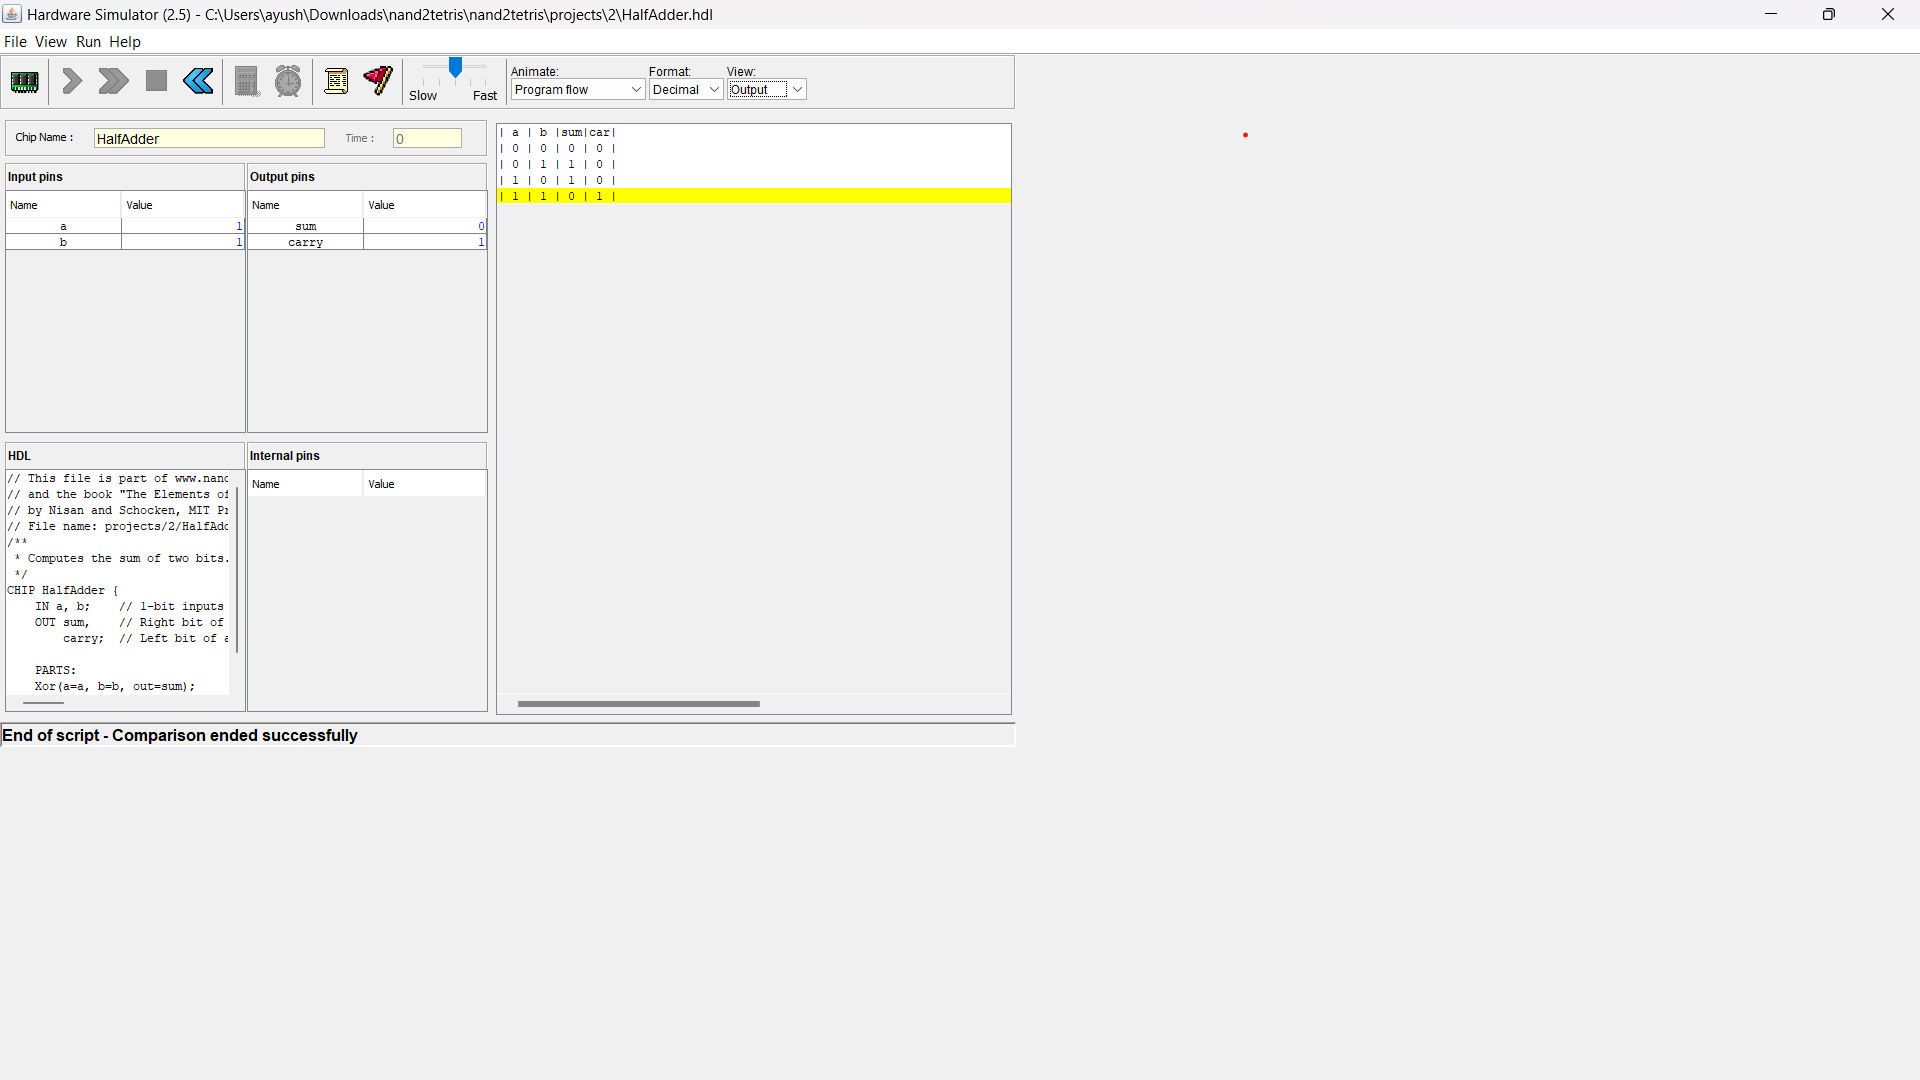 Hardware Simulator (2.5) - C:\Users\ayush\Downloads\nand2tetris\nand2tetris\projects\2\HalfAdder.hdl
File View Run Help
Animate: Format: View:
Slow Fast Program flow Decimal Output
Chip Name : HalfAdder Time : 0
Input pins Output pins
Name Value Name Value
a 1 sum 0
b 1 carry 1
| a | b |sum|car|
| 0 | 0 | 0 | 0 |
| 0 | 1 | 1 | 0 |
| 1 | 0 | 1 | 0 |
| 1 | 1 | 0 | 1 |
HDL Internal pins
Name Value
// This file is part of www.nand
// and the book "The Elements of
// by Nisan and Schocken, MIT Pr
// File name: projects/2/HalfAdd
/**
* Computes the sum of two bits.
*/
CHIP HalfAdder {
IN a, b; // 1-bit inputs
OUT sum, // Right bit of
carry; // Left bit of a
PARTS:
Xor(a=a, b=b, out=sum);
End of script - Comparison ended successfully